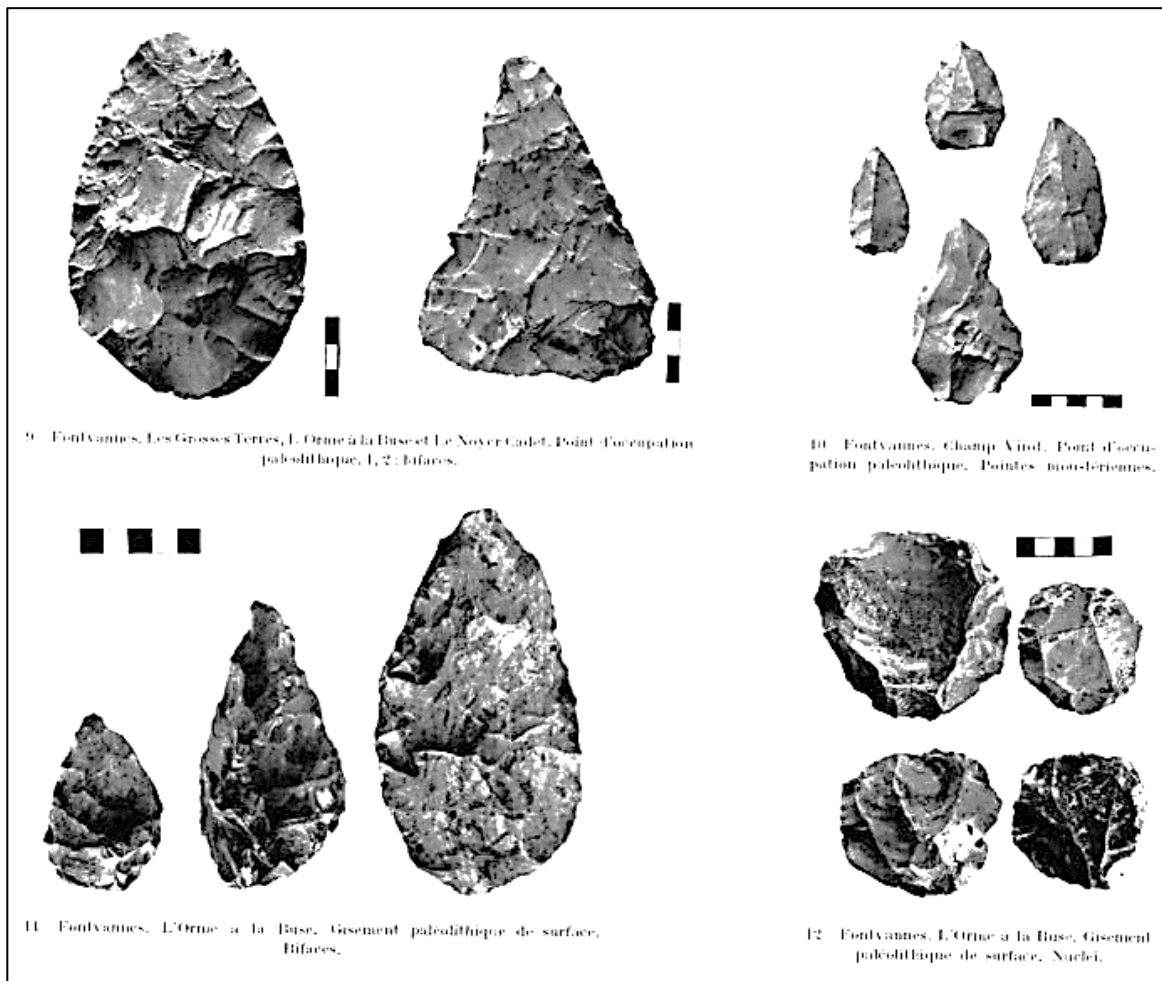 9 Fontvannes. Les Grosses Terres, L'Orme à la Buse et Le Noyer Cadet. Point d'occupation
paléolithique. 1, 2 : Bifaces.
10 Fontvannes. Champ Virot. Point d'occu-
pation paléolithique. Pointes moustériennes.
11 Fontvannes. L'Orme à la Buse. Gisement paléolithique de surface.
Bifaces.
12 Fontvannes. L'Orme à la Buse. Gisement
paléolithique de surface. Nuclei.